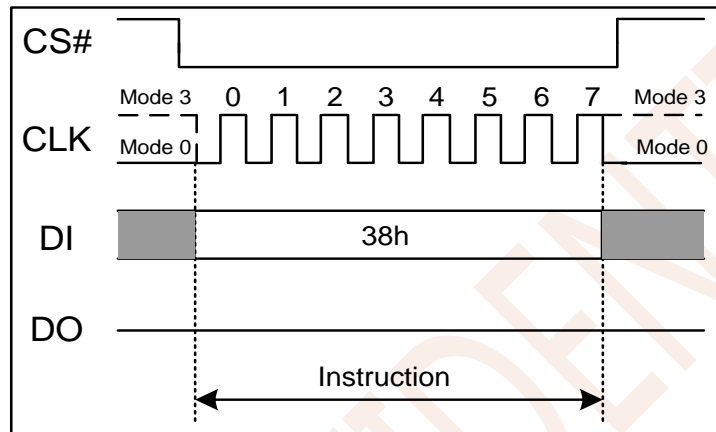 CS#
Mode 3 0 1 2 3 4 5 6 7 Mode 3
CLK
Mode 0 Mode 0
DI 38h
DO
Instruction